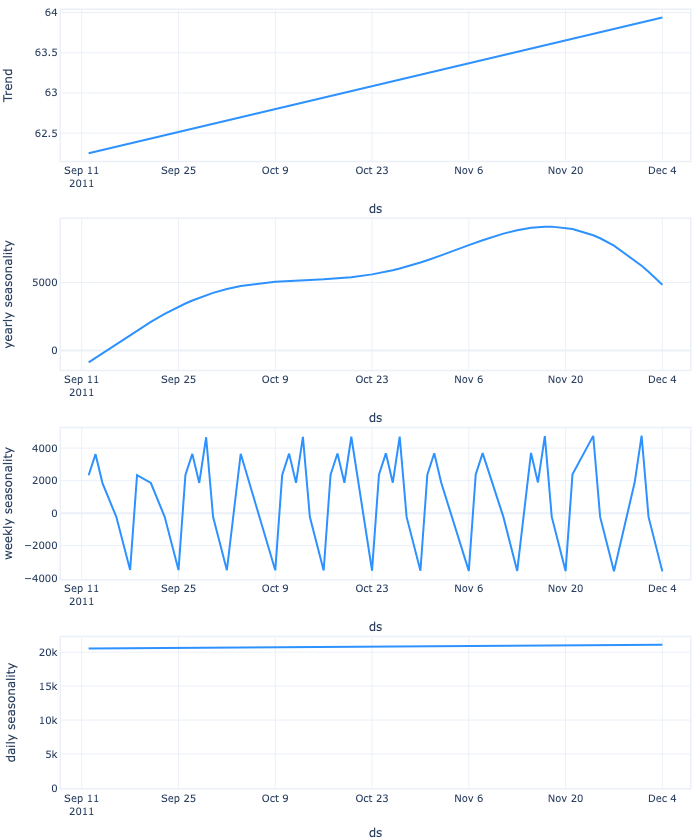 Trend
64
63.5
63
62.5
Sep 11
2011
Sep 25
Oct 9
Oct 23
Nov 6
Nov 20
Dec 4
ds
yearly seasonality
5000
0
Sep 11
2011
Sep 25
Oct 9
Oct 23
Nov 6
Nov 20
Dec 4
ds
weekly seasonality
4000
2000
0
−2000
−4000
Sep 11
2011
Sep 25
Oct 9
Oct 23
Nov 6
Nov 20
Dec 4
ds
daily seasonality
20k
15k
10k
5k
0
Sep 11
2011
Sep 25
Oct 9
Oct 23
Nov 6
Nov 20
Dec 4
ds